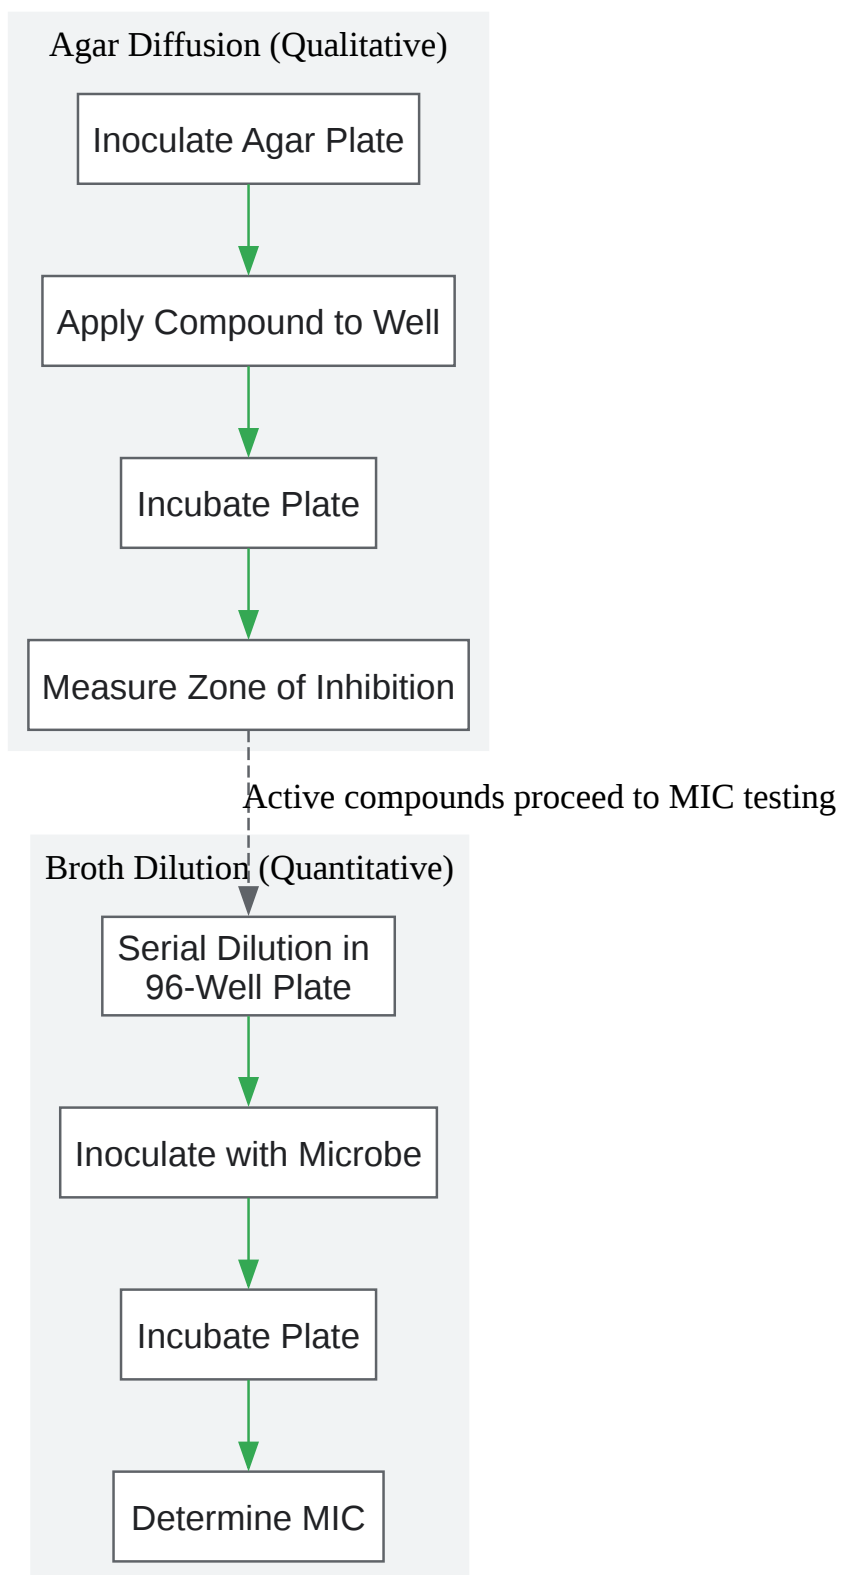 Agar Diffusion (Qualitative)
Inoculate Agar Plate
Apply Compound to Well
Incubate Plate
Measure Zone of Inhibition
Active compounds proceed to MIC testing
Broth Dilution (Quantitative)
Serial Dilution in
96-Well Plate
Inoculate with Microbe
Incubate Plate
Determine MIC